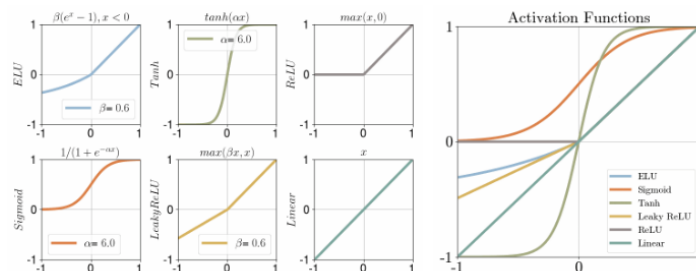 β(eˣ − 1), x < 0
ELU
1
0
-1
-1
0
1
β= 0.6
tanh(αx)
Tanh
1
0
-1
-1
0
1
α= 6.0
max(x, 0)
ReLU
1
0
-1
-1
0
1
1/(1 + e⁻ᵅˣ)
Sigmoid
1
0
-1
-1
0
1
α= 6.0
max(βx, x)
LeakyReLU
1
0
-1
-1
0
1
β= 0.6
x
Linear
1
0
-1
-1
0
1
Activation Functions
1
0
-1
-1
0
ELU
Sigmoid
Tanh
Leaky ReLU
ReLU
Linear